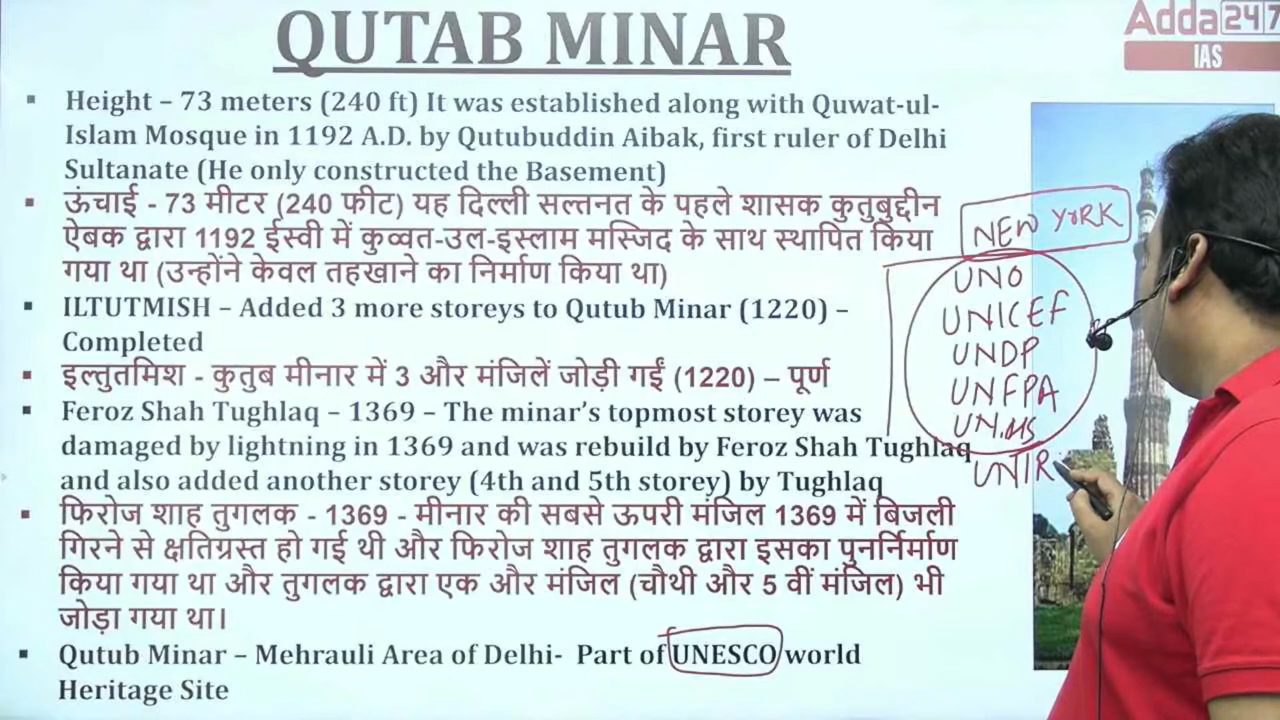 QUTAB MINAR
Adda247
IAS
▪ Height – 73 meters (240 ft) It was established along with Quwat-ul-
Islam Mosque in 1192 A.D. by Qutubuddin Aibak, first ruler of Delhi
Sultanate (He only constructed the Basement)
▪ ऊंचाई - 73 मीटर (240 फीट) यह दिल्ली सल्तनत के पहले शासक कुतुबुद्दीन
ऐबक द्वारा 1192 ईस्वी में कुव्वत-उल-इस्लाम मस्जिद के साथ स्थापित किया
गया था (उन्होंने केवल तहखाने का निर्माण किया था)
▪ ILTUTMISH – Added 3 more storeys to Qutub Minar (1220) –
Completed
▪ इल्तुतमिश - कुतुब मीनार में 3 और मंजिलें जोड़ी गईं (1220) – पूर्ण
▪ Feroz Shah Tughlaq – 1369 – The minar's topmost storey was
damaged by lightning in 1369 and was rebuild by Feroz Shah Tughlaq
and also added another storey (4th and 5th storey) by Tughlaq
▪ फिरोज शाह तुगलक - 1369 - मीनार की सबसे ऊपरी मंजिल 1369 में बिजली
गिरने से क्षतिग्रस्त हो गई थी और फिरोज शाह तुगलक द्वारा इसका पुनर्निर्माण
किया गया था और तुगलक द्वारा एक और मंजिल (चौथी और 5 वीं मंजिल) भी
जोड़ा गया था।
▪ Qutub Minar – Mehrauli Area of Delhi- Part of UNESCO world
Heritage Site
NEW YORK
UNO
UNICEF
UNDP
UNFPA
UNIR